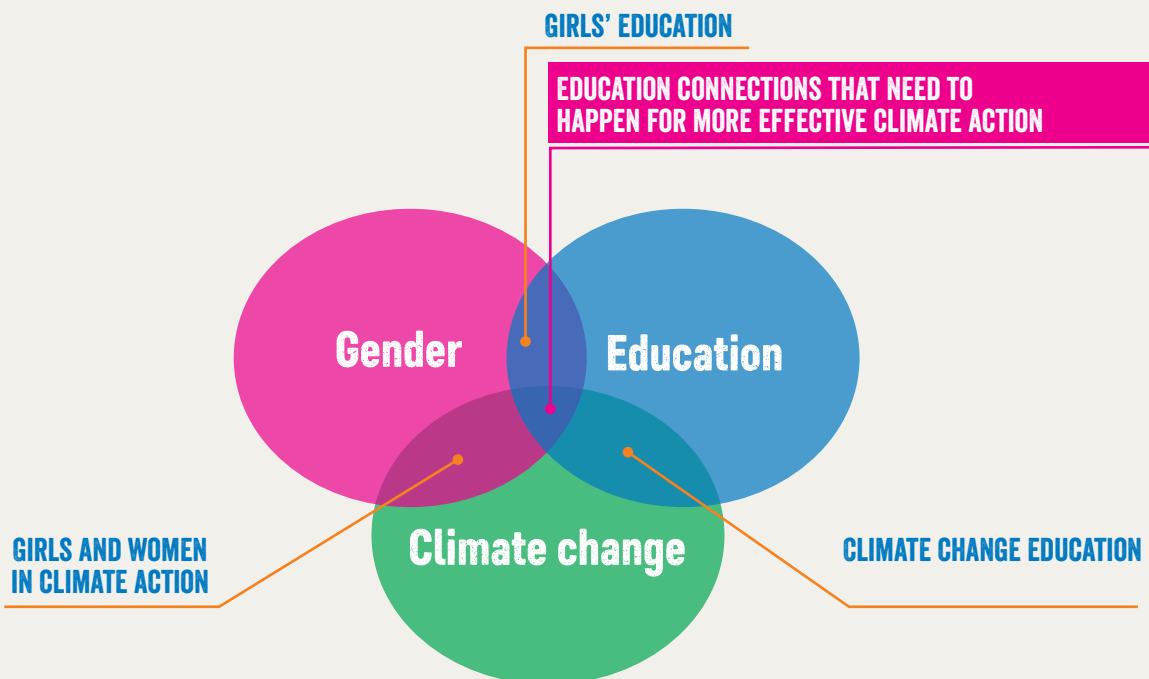 GIRLS’ EDUCATION
EDUCATION CONNECTIONS THAT NEED TO
HAPPEN FOR MORE EFFECTIVE CLIMATE ACTION
Gender
Education
Climate change
GIRLS AND WOMEN
IN CLIMATE ACTION
CLIMATE CHANGE EDUCATION